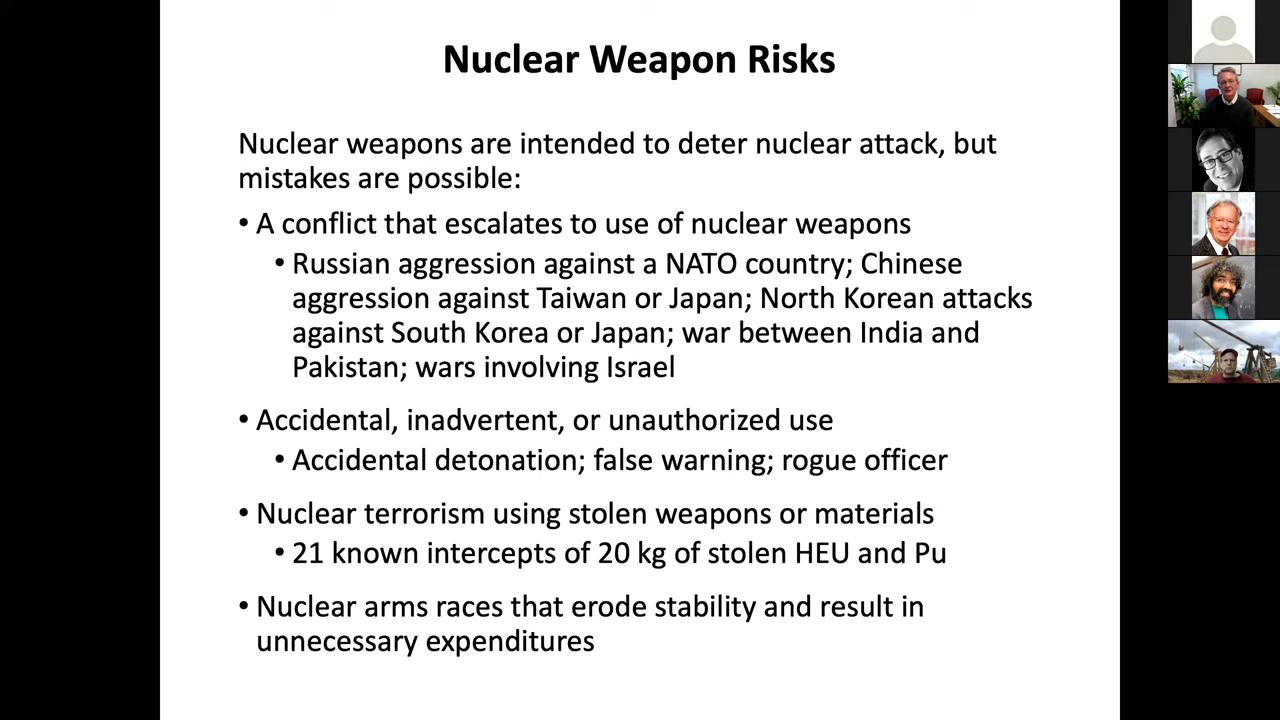 Nuclear Weapon Risks
Nuclear weapons are intended to deter nuclear attack, but
mistakes are possible:
• A conflict that escalates to use of nuclear weapons
• Russian aggression against a NATO country; Chinese
aggression against Taiwan or Japan; North Korean attacks
against South Korea or Japan; war between India and
Pakistan; wars involving Israel
• Accidental, inadvertent, or unauthorized use
• Accidental detonation; false warning; rogue officer
• Nuclear terrorism using stolen weapons or materials
• 21 known intercepts of 20 kg of stolen HEU and Pu
• Nuclear arms races that erode stability and result in
unnecessary expenditures